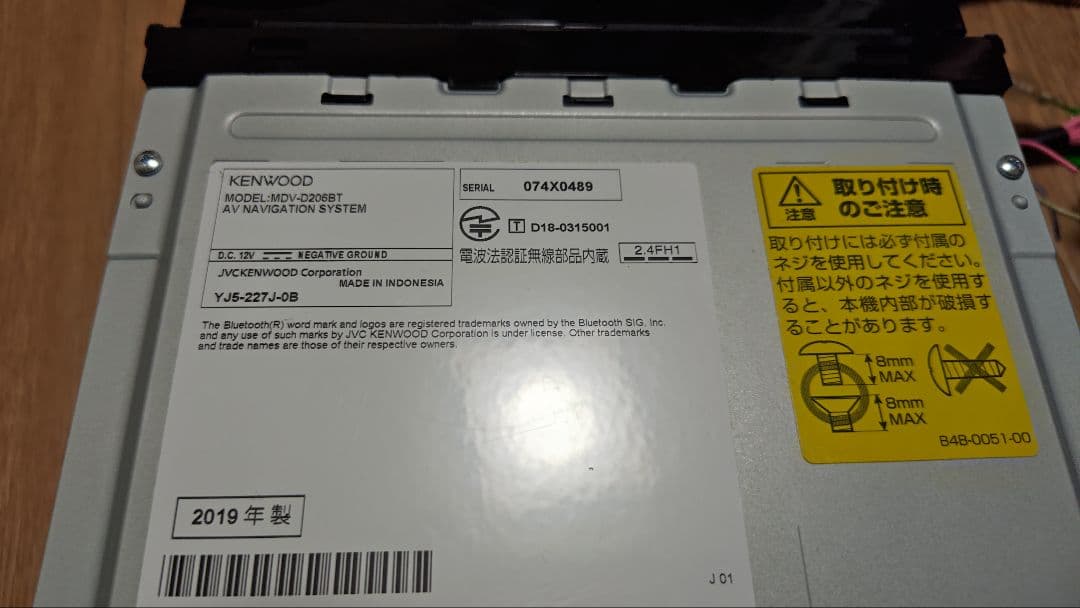 KENWOOD
MODEL:MDV-D206BT
AV NAVIGATION SYSTEM
D.C. 12V NEGATIVE GROUND
JVCKENWOOD Corporation
MADE IN INDONESIA
YJ5-227J-0B
SERIAL 074X0489
T D18-0315001
電波法認証無線部品内蔵 2.4FH1
The Bluetooth(R) word mark and logos are registered trademarks owned by the Bluetooth SIG, Inc.
and any use of such marks by JVC KENWOOD Corporation is under license. Other trademarks
and trade names are those of their respective owners.
2019 年 製
J 01
注意
取り付け時
のご注意
取り付けには必ず付属の
ネジを使用してください。
付属以外のネジを使用す
ると、本機内部が破損す
ることがあります。
8mm
MAX
8mm
MAX
B4B-0051-00